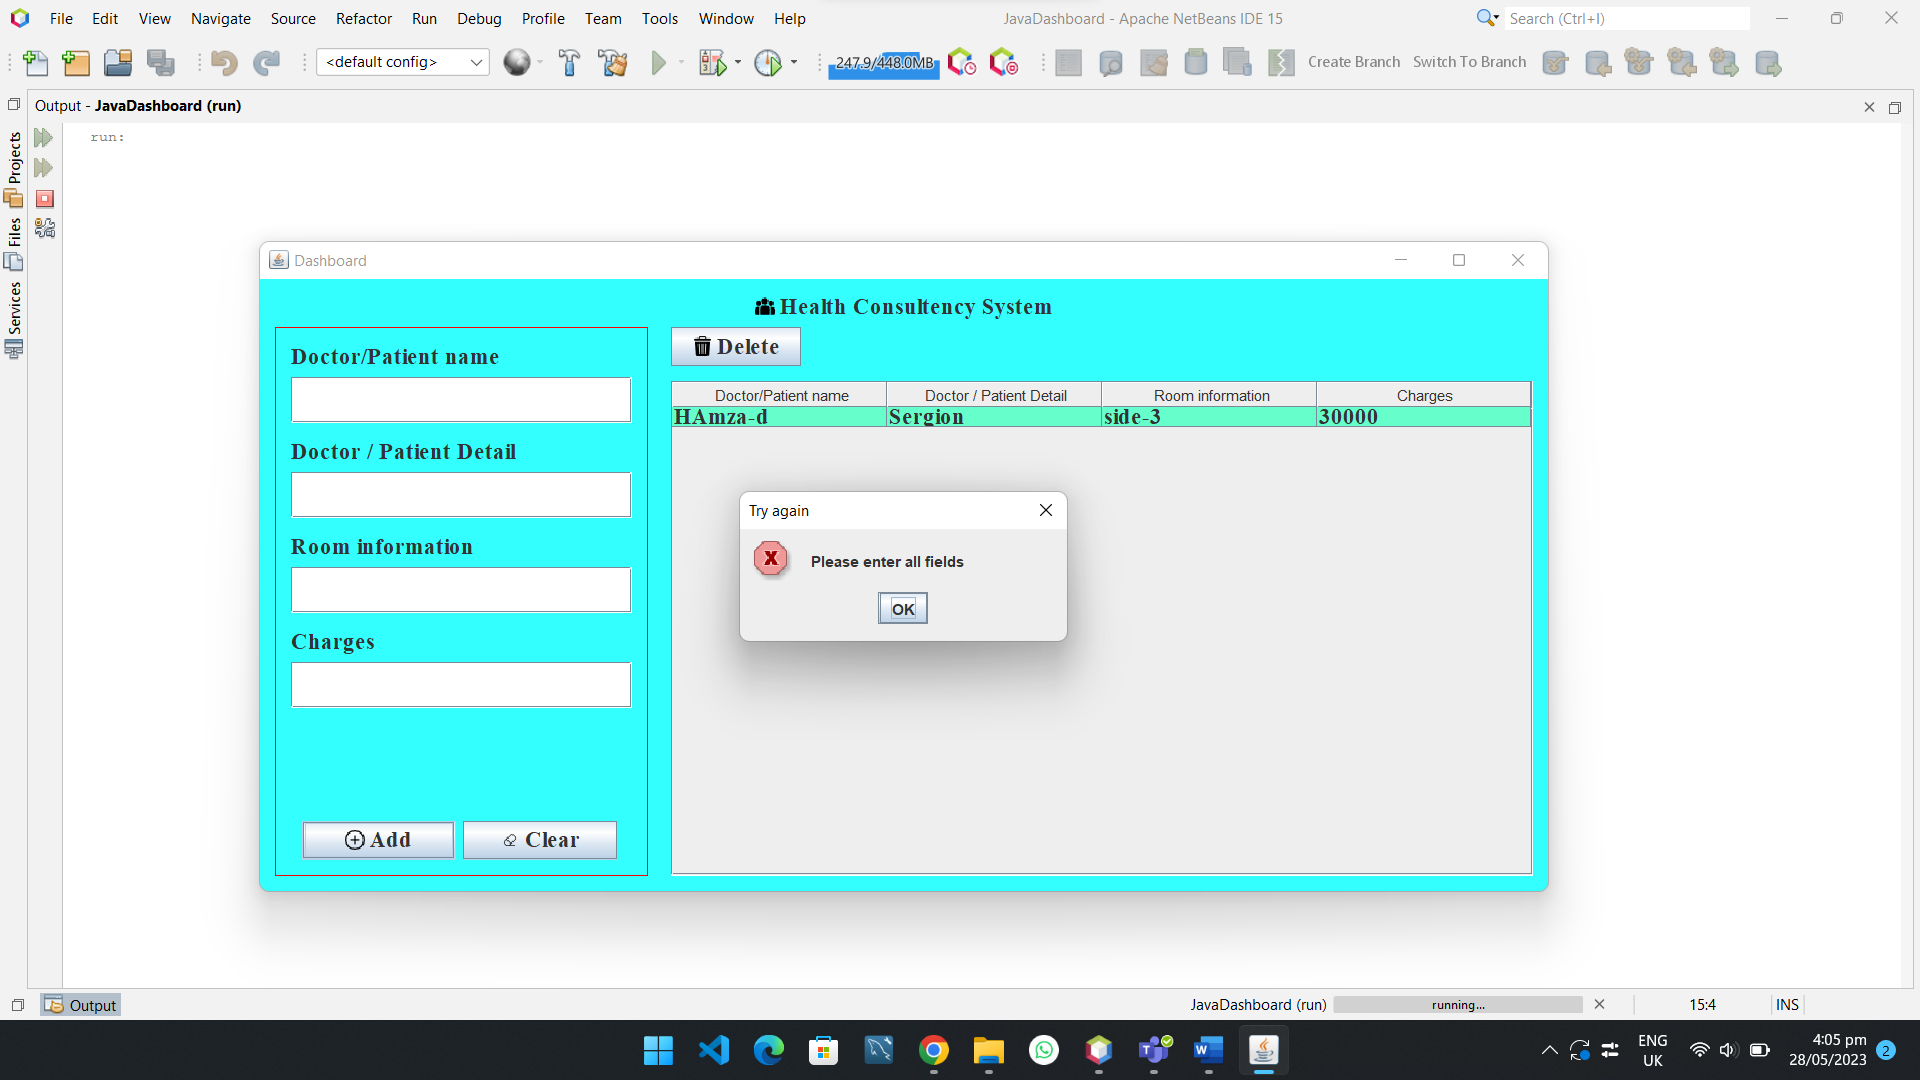 File Edit View Navigate Source Refactor Run Debug Profile Team Tools Window Help JavaDashboard - Apache NetBeans IDE 15 Search (Ctrl+I)
<default config> 247.9/448.0MB Create Branch Switch To Branch
Output - JavaDashboard (run)
run:
Projects
Files
Services
Dashboard
Health Consultency System
Doctor/Patient name
Doctor / Patient Detail
Room information
Charges
Add Clear
Delete
Doctor/Patient name Doctor / Patient Detail Room information Charges
HAmza-d Sergion side-3 30000
Try again
Please enter all fields
OK
Output JavaDashboard (run) running... 15:4 INS
ENG
UK
4:05 pm
28/05/2023
2